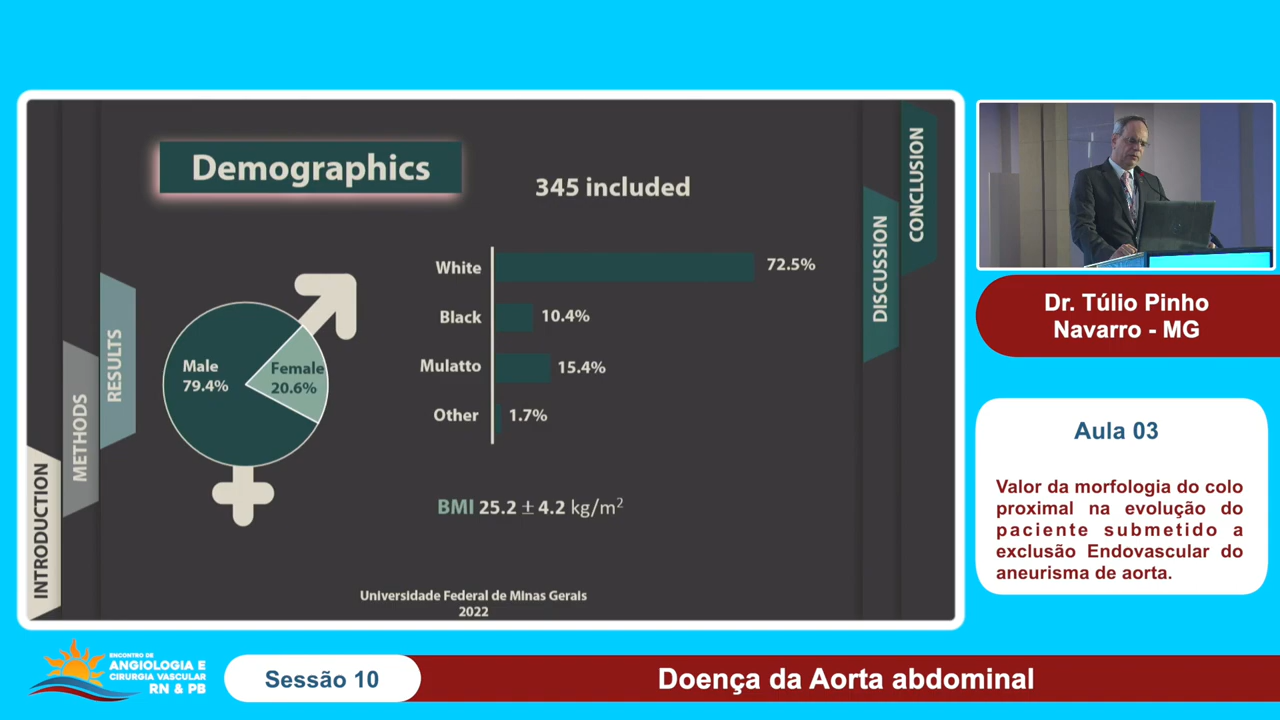 Demographics
345 included
White 72.5%
Black 10.4%
Mulatto 15.4%
Other 1.7%
Male
79.4%
Female
20.6%
BMI 25.2 ± 4.2 kg/m²
Universidade Federal de Minas Gerais
2022
INTRODUCTION
METHODS
RESULTS
DISCUSSION
CONCLUSION
Dr. Túlio Pinho
Navarro - MG
Aula 03
Valor da morfologia do colo
proximal na evolução do
paciente submetido a
exclusão Endovascular do
aneurisma de aorta.
ENCONTRO DE
ANGIOLOGIA E
CIRURGIA VASCULAR
RN & PB
Sessão 10
Doença da Aorta abdominal